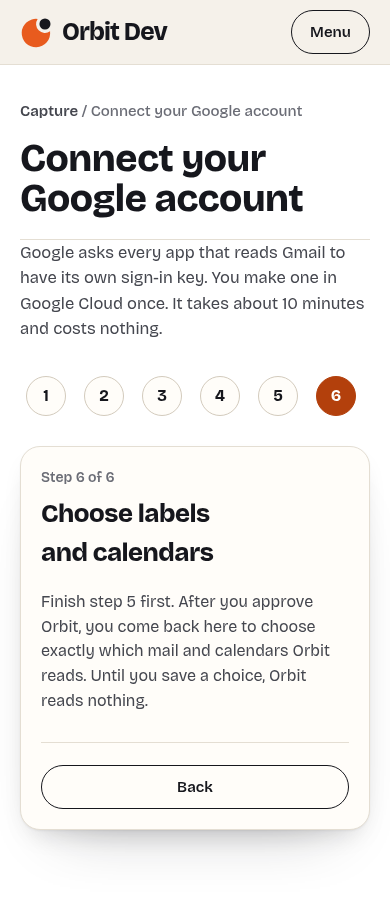 Orbit Dev
Menu
Capture / Connect your Google account
Connect your
Google account
Google asks every app that reads Gmail to
have its own sign-in key. You make one in
Google Cloud once. It takes about 10 minutes
and costs nothing.
1 2 3 4 5 6
Step 6 of 6
Choose labels
and calendars
Finish step 5 first. After you approve
Orbit, you come back here to choose
exactly which mail and calendars Orbit
reads. Until you save a choice, Orbit
reads nothing.
Back